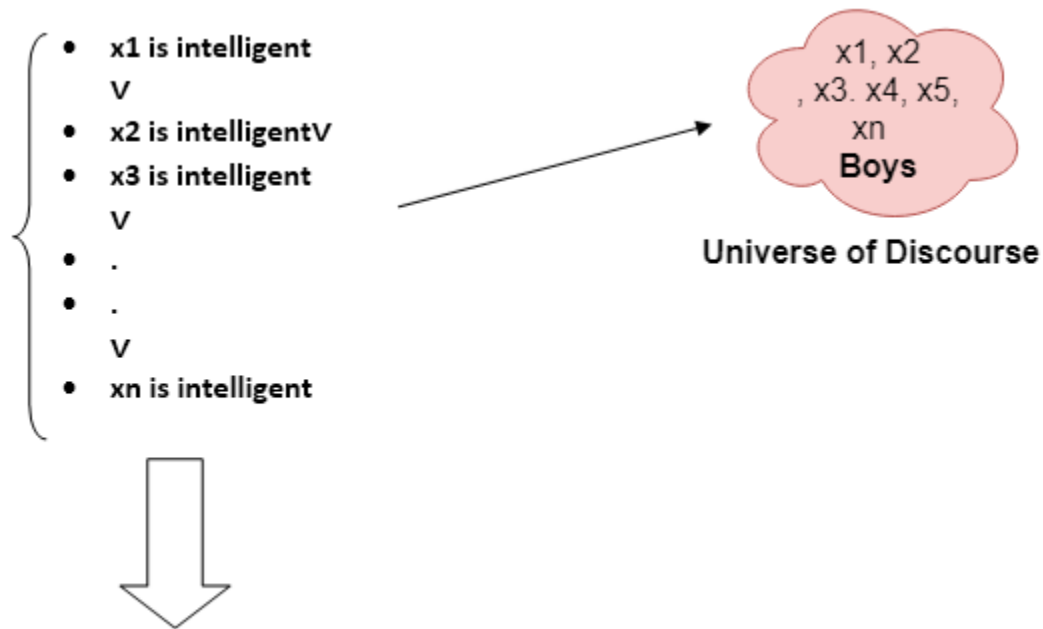 • x1 is intelligent
V
• x2 is intelligentV
• x3 is intelligent
V
• .
• .
V
• xn is intelligent
x1, x2
, x3. x4, x5,
xn
Boys
Universe of Discourse